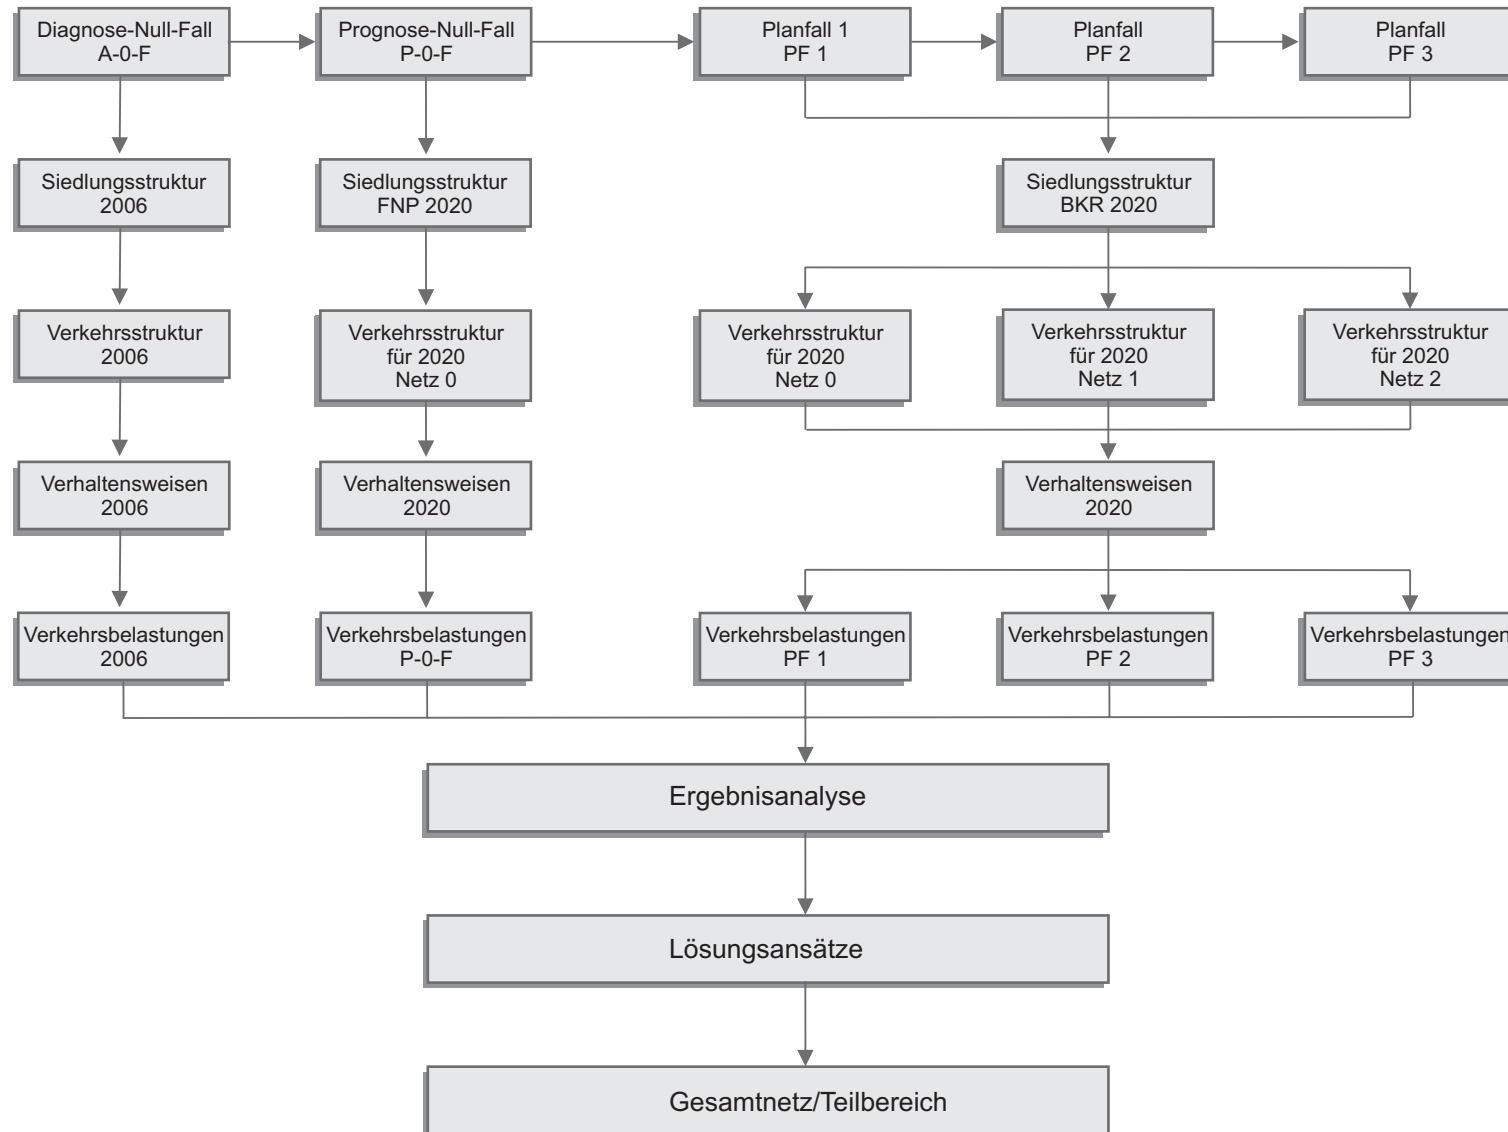 Diagnose-Null-Fall
A-0-F
Prognose-Null-Fall
P-0-F
Planfall 1
PF 1
Planfall
PF 2
Planfall
PF 3
Siedlungsstruktur
2006
Siedlungsstruktur
FNP 2020
Siedlungsstruktur
BKR 2020
Verkehrsstruktur
2006
Verkehrsstruktur
für 2020
Netz 0
Verkehrsstruktur
für 2020
Netz 0
Verkehrsstruktur
für 2020
Netz 1
Verkehrsstruktur
für 2020
Netz 2
Verhaltensweisen
2006
Verhaltensweisen
2020
Verhaltensweisen
2020
Verkehrsbelastungen
2006
Verkehrsbelastungen
P-0-F
Verkehrsbelastungen
PF 1
Verkehrsbelastungen
PF 2
Verkehrsbelastungen
PF 3
Ergebnisanalyse
Lösungsansätze
Gesamtnetz/Teilbereich